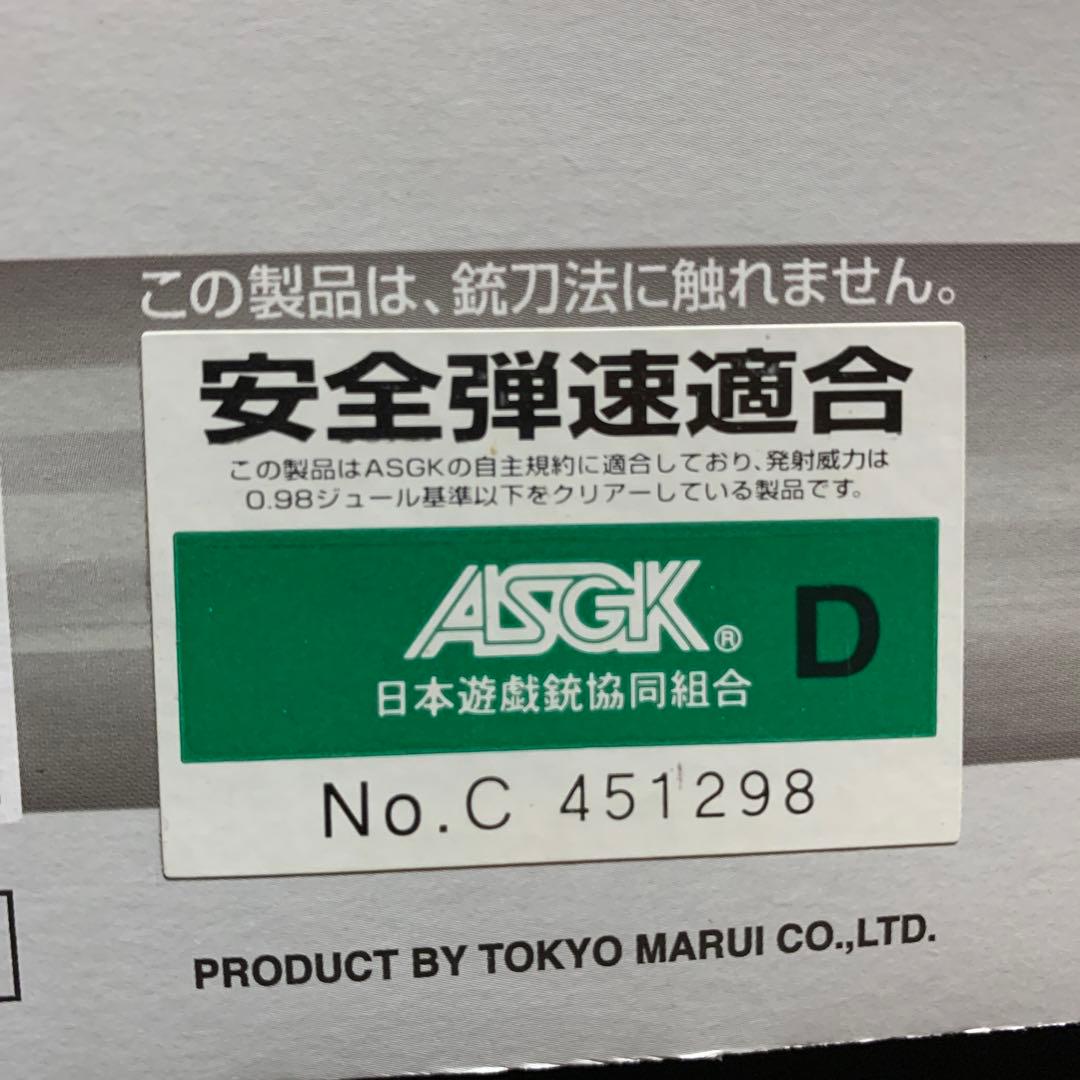 この製品は、銃刀法に触れません。
安全弾速適合
この製品はASGKの自主規約に適合しており、発射威力は
0.98ジュール基準以下をクリアーしている製品です。
ASGK® D
日本遊戯銃協同組合
No.C 451298
PRODUCT BY TOKYO MARUI CO.,LTD.